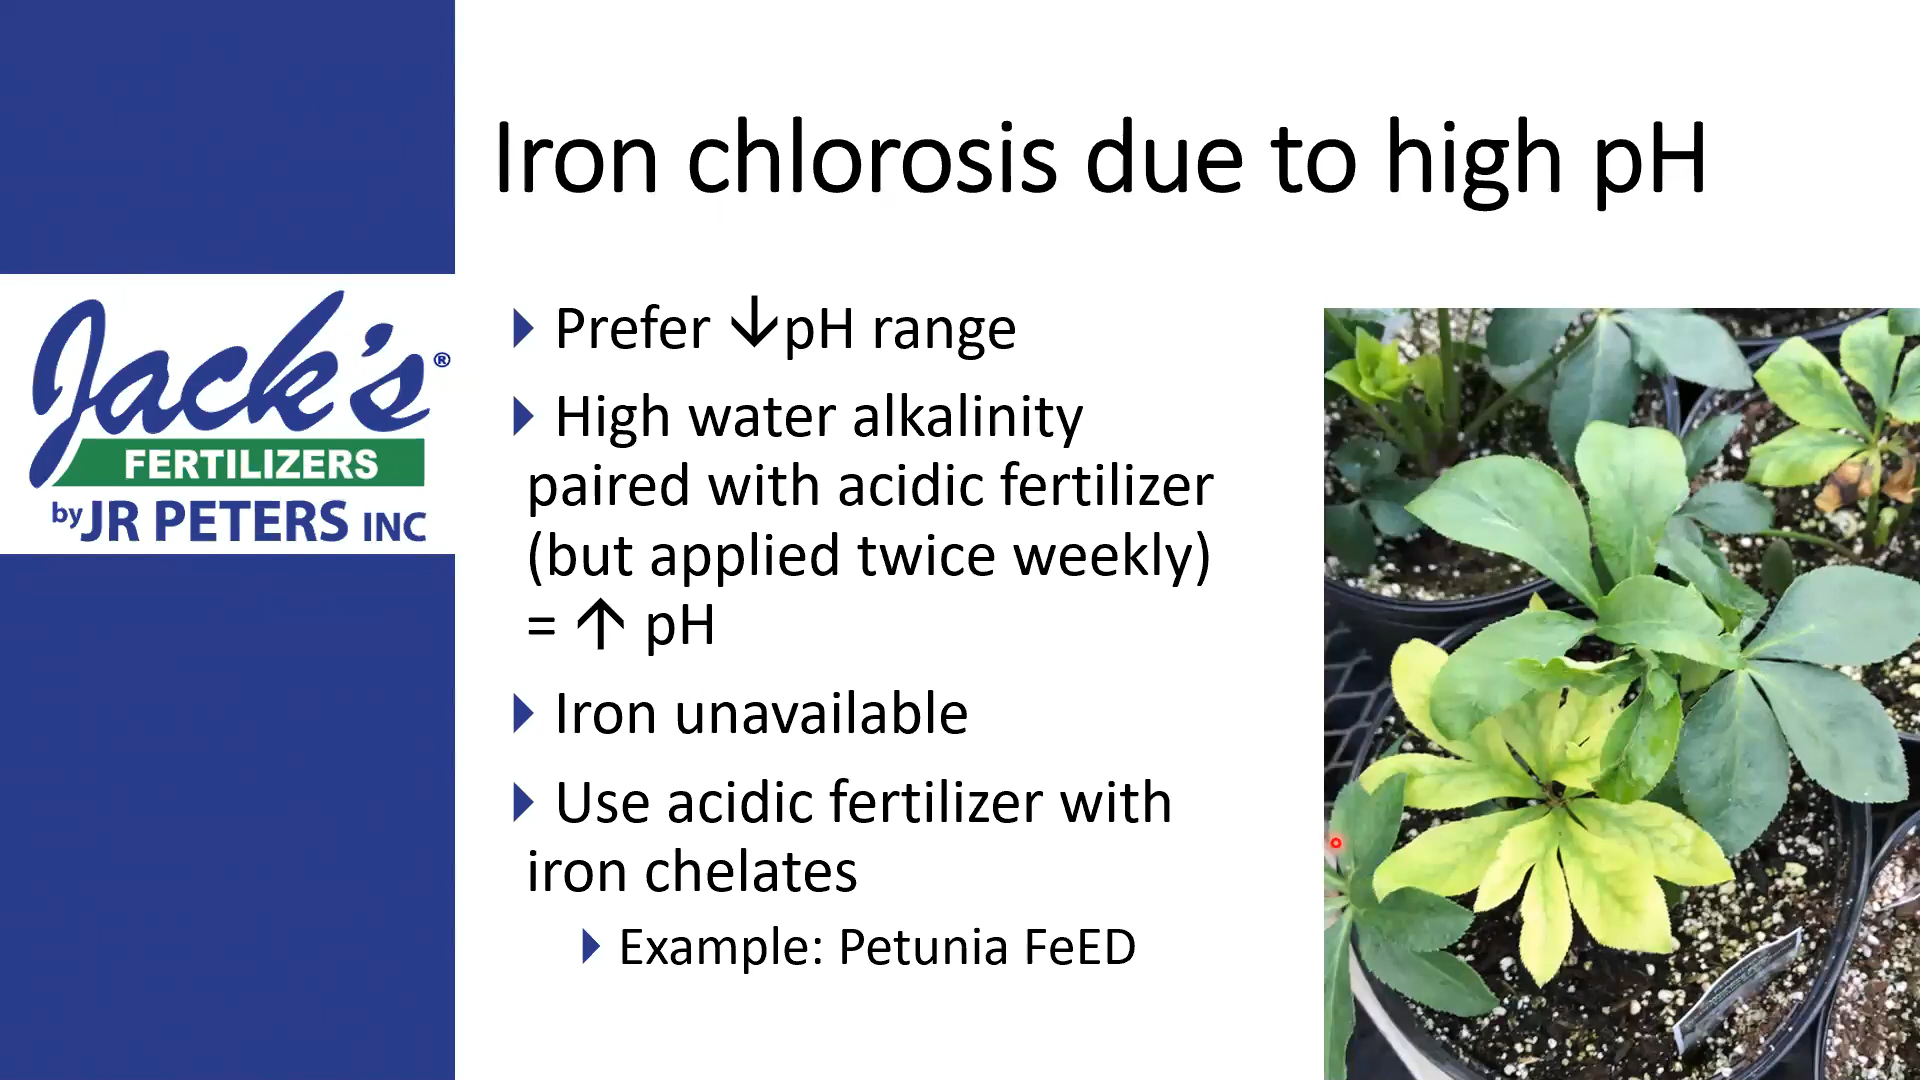 Iron chlorosis due to high pH
Jack's®
FERTILIZERS
by JR PETERS INC
Prefer ↓pH range
High water alkalinity
paired with acidic fertilizer
(but applied twice weekly)
= ↑ pH
Iron unavailable
Use acidic fertilizer with
iron chelates
Example: Petunia FeED